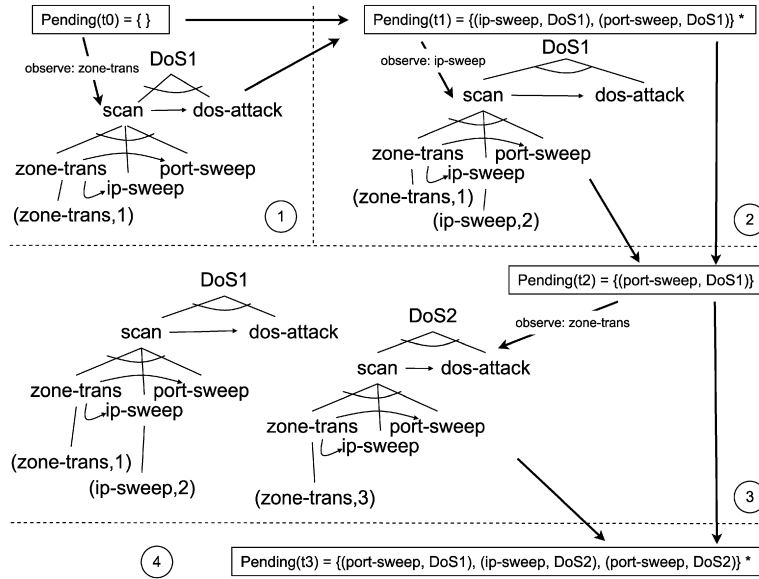 Pending(t0) = { }
observe: zone-trans
DoS1
scan
dos-attack
zone-trans
port-sweep
ip-sweep
(zone-trans,1)
1
Pending(t1) = {(ip-sweep, DoS1), (port-sweep, DoS1)} *
observe: ip-sweep
DoS1
scan
dos-attack
zone-trans
port-sweep
ip-sweep
(zone-trans,1)
(ip-sweep,2)
2
Pending(t2) = {(port-sweep, DoS1)}
observe: zone-trans
DoS1
scan
dos-attack
zone-trans
port-sweep
ip-sweep
(zone-trans,1)
(ip-sweep,2)
DoS2
scan
dos-attack
zone-trans
port-sweep
ip-sweep
(zone-trans,3)
3
4
Pending(t3) = {(port-sweep, DoS1), (ip-sweep, DoS2), (port-sweep, DoS2)} *